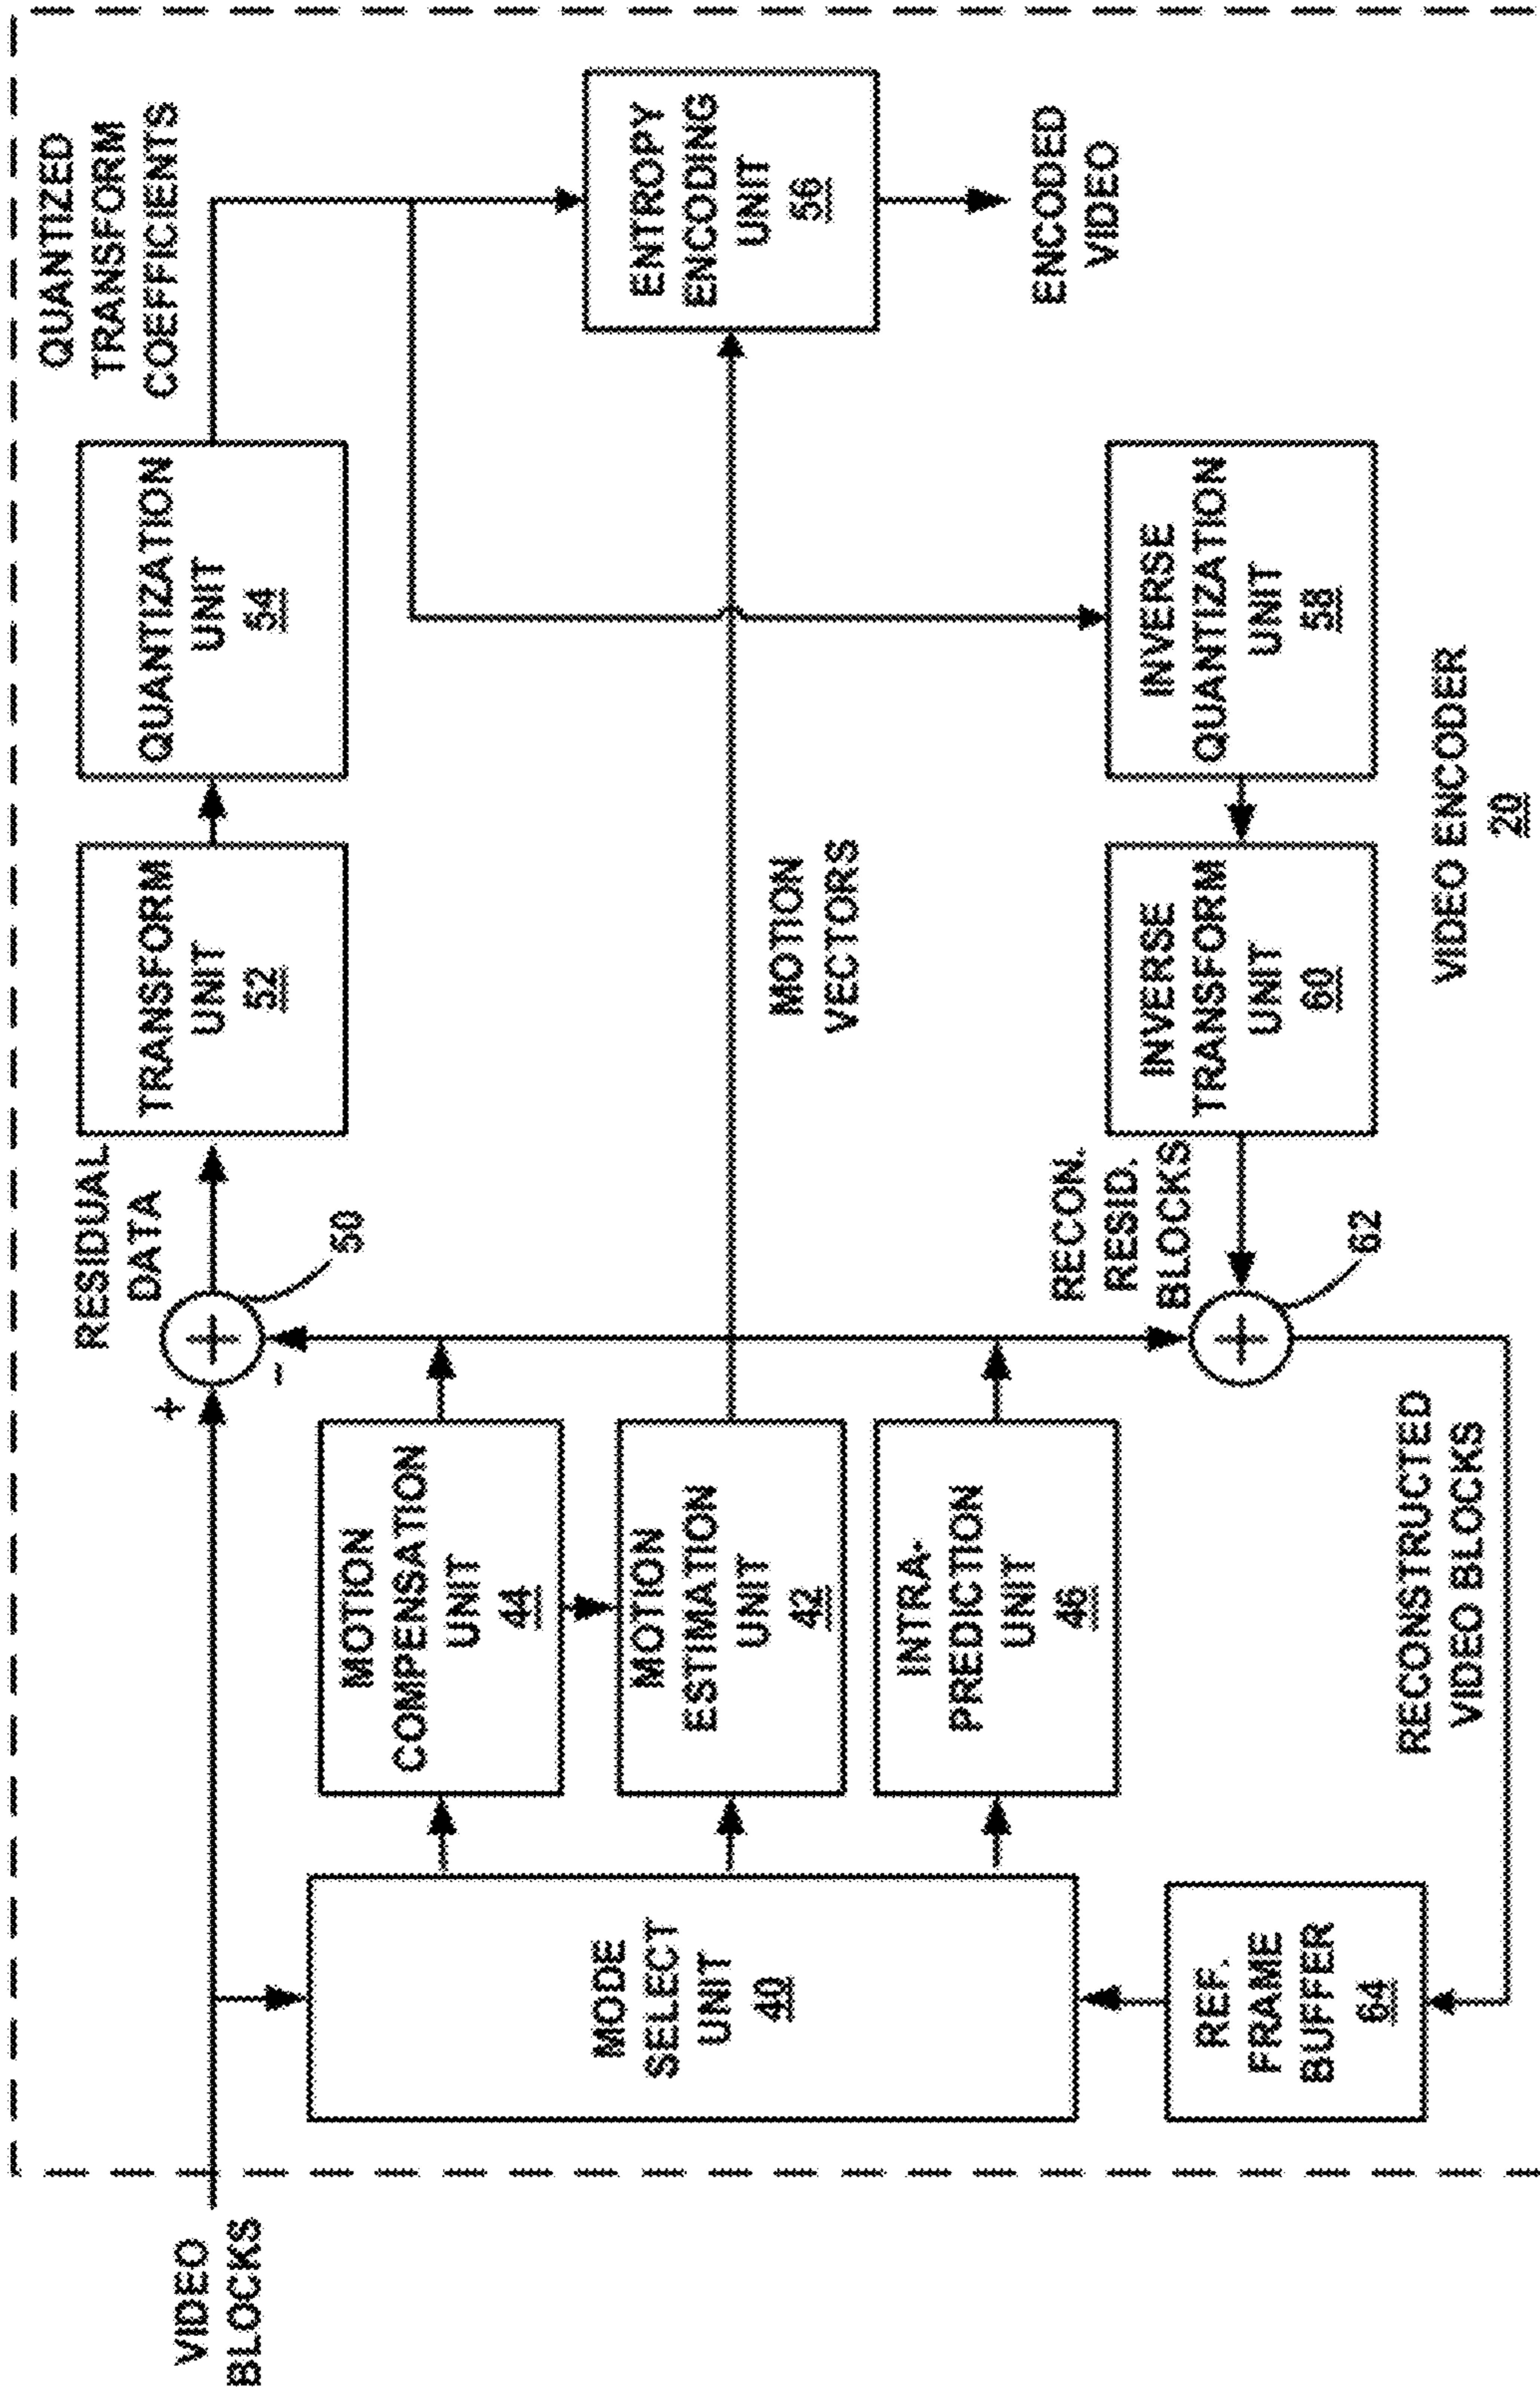 VIDEO
BLOCKS
MODE
SELECT
UNIT
40
REF.
FRAME
BUFFER
64
MOTION
COMPENSATION
UNIT
44
MOTION
ESTIMATION
UNIT
42
INTRA-
PREDICTION
UNIT
46
RECONSTRUCTED
VIDEO BLOCKS
+
-
50
RESIDUAL
DATA
RECON.
RESID.
BLOCKS
62
TRANSFORM
UNIT
52
QUANTIZATION
UNIT
54
MOTION
VECTORS
INVERSE
TRANSFORM
UNIT
60
INVERSE
QUANTIZATION
UNIT
58
QUANTIZED
TRANSFORM
COEFFICIENTS
ENTROPY
ENCODING
UNIT
56
ENCODED
VIDEO
VIDEO ENCODER
20